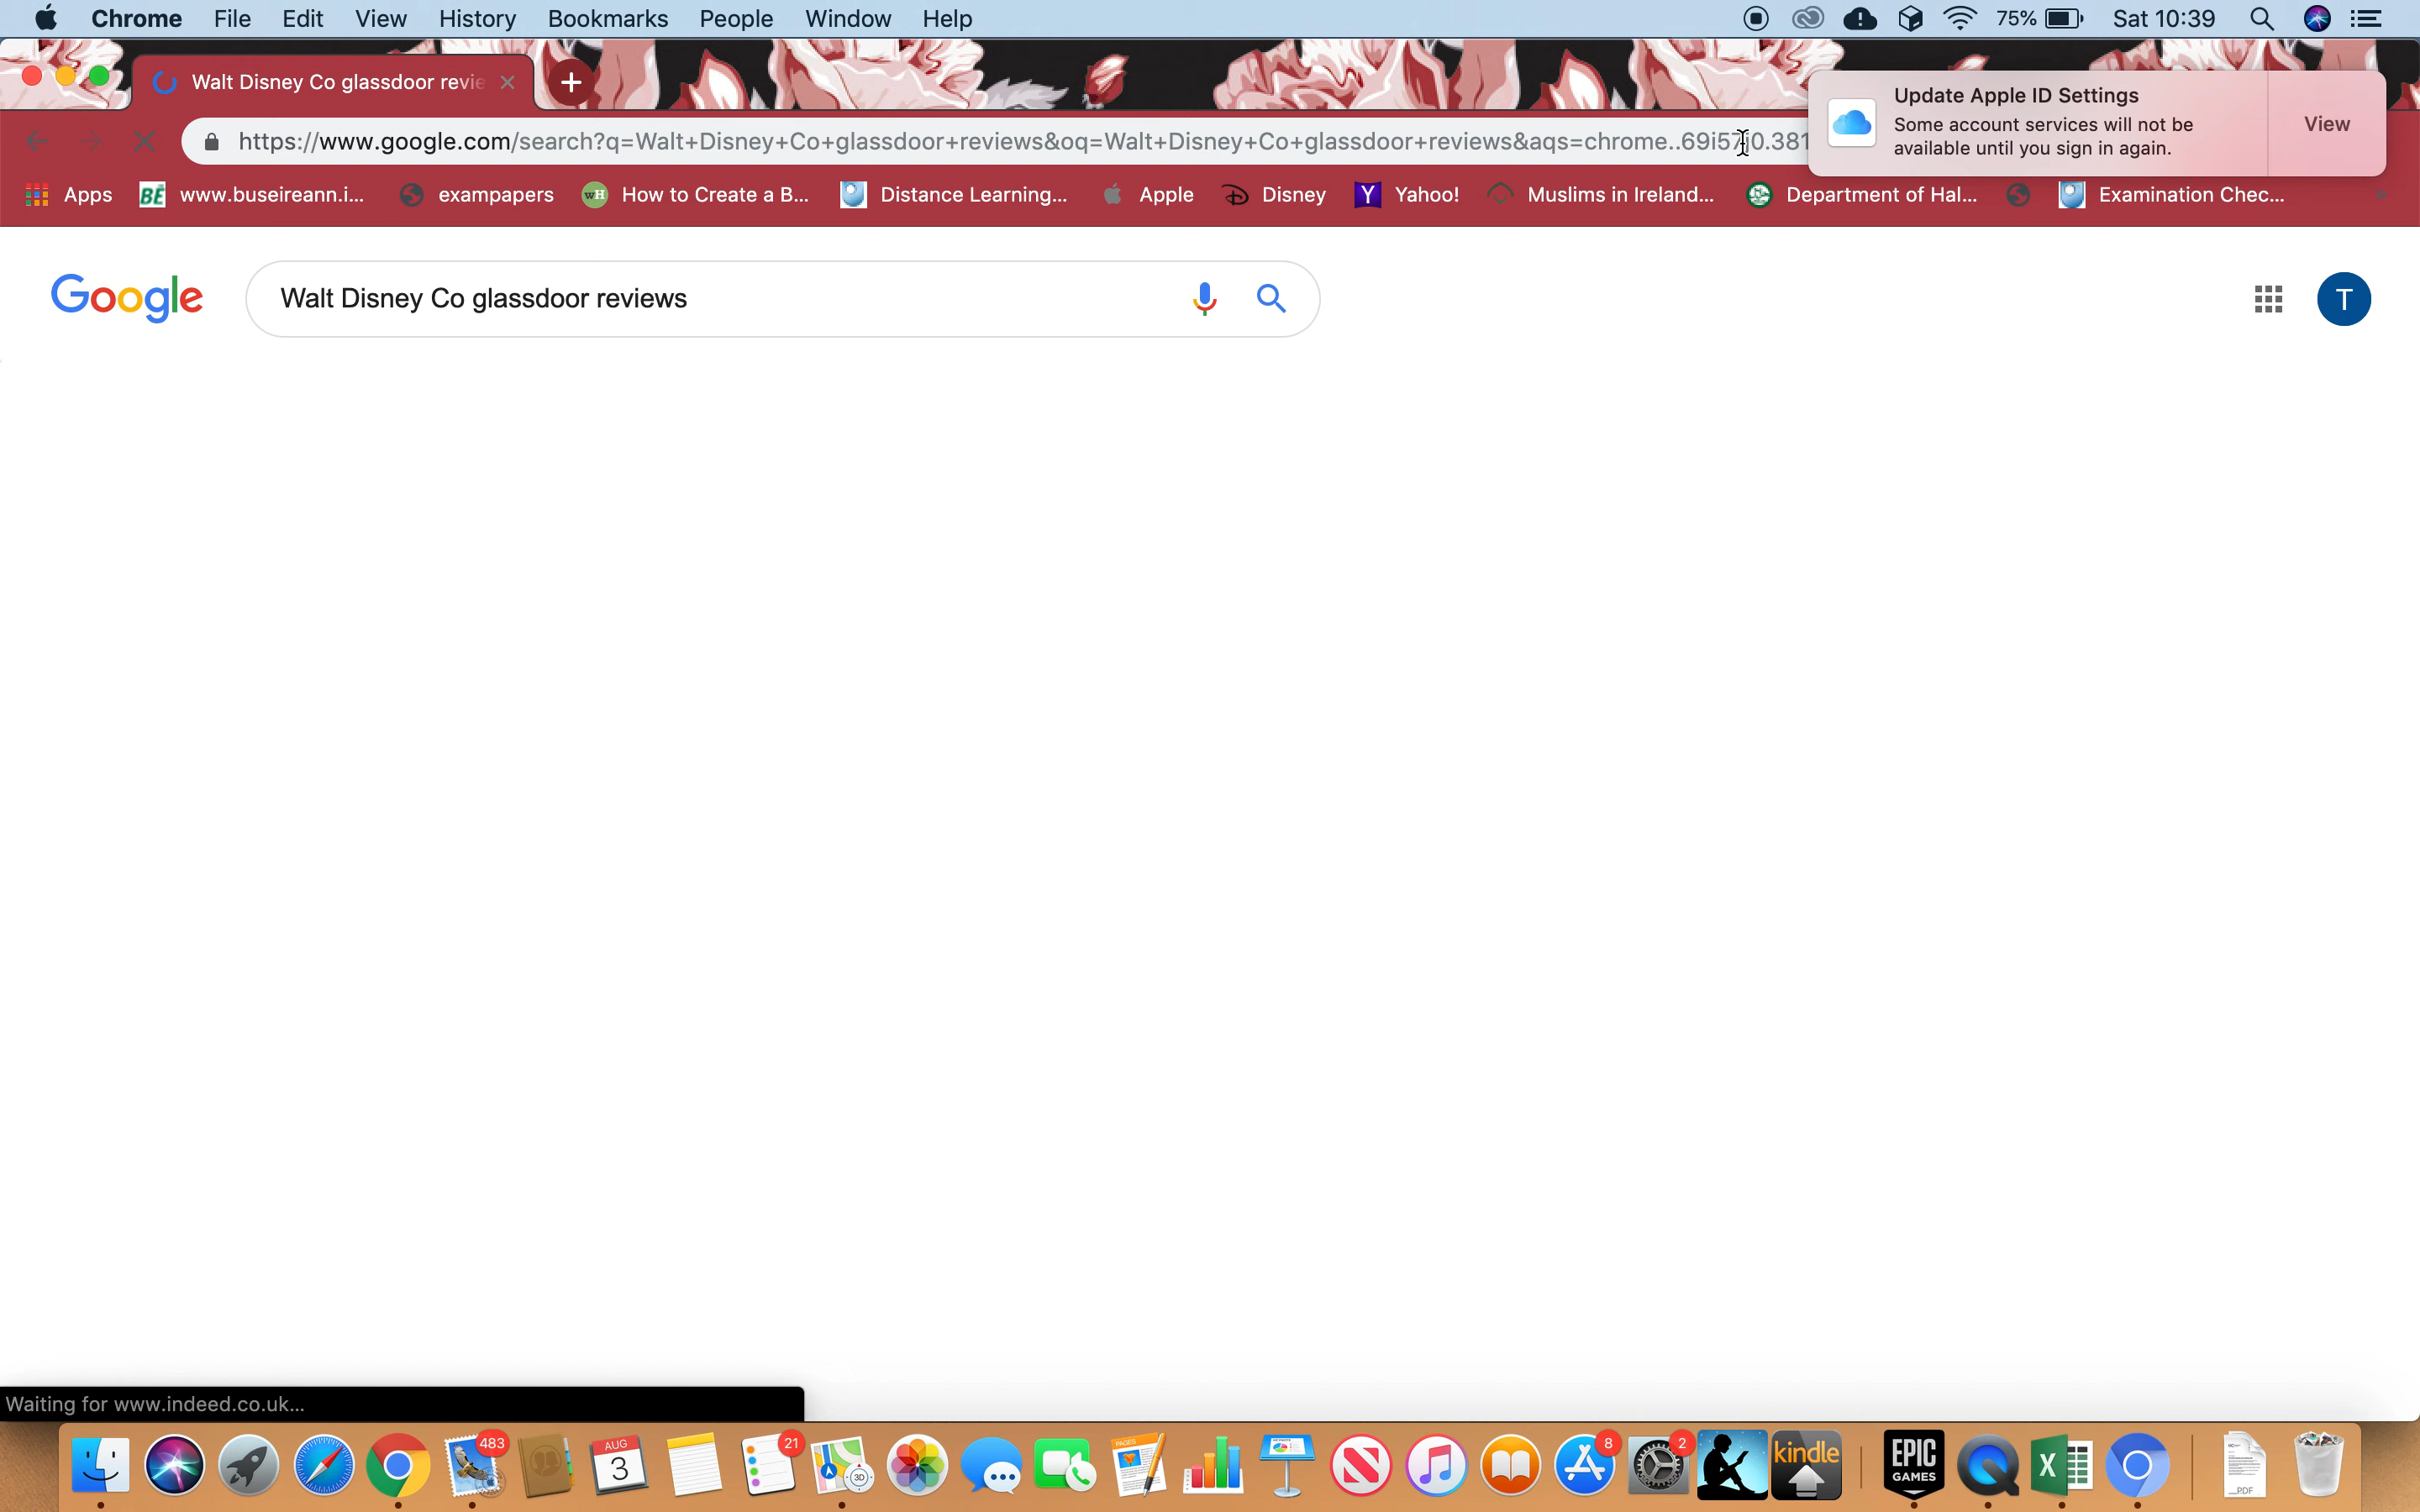 Chrome File Edit View History Bookmarks People Window Help 75% Sat 10:39
Walt Disney Co glassdoor revie
Update Apple ID Settings
Some account services will not be
available until you sign in again.
View
https://www.google.com/search?q=Walt+Disney+Co+glassdoor+reviews&oq=Walt+Disney+Co+glassdoor+reviews&aqs=chrome..69i57j0.381
Apps BÉ www.buseireann.i... exampapers wH How to Create a B... Distance Learning... Apple Disney Y Yahoo! Muslims in Ireland... Department of Hal... Examination Chec...
Google Walt Disney Co glassdoor reviews T
Waiting for www.indeed.co.uk...
483 AUG 3 21 3D PAGES 8 2 kindle EPIC GAMES X PDF